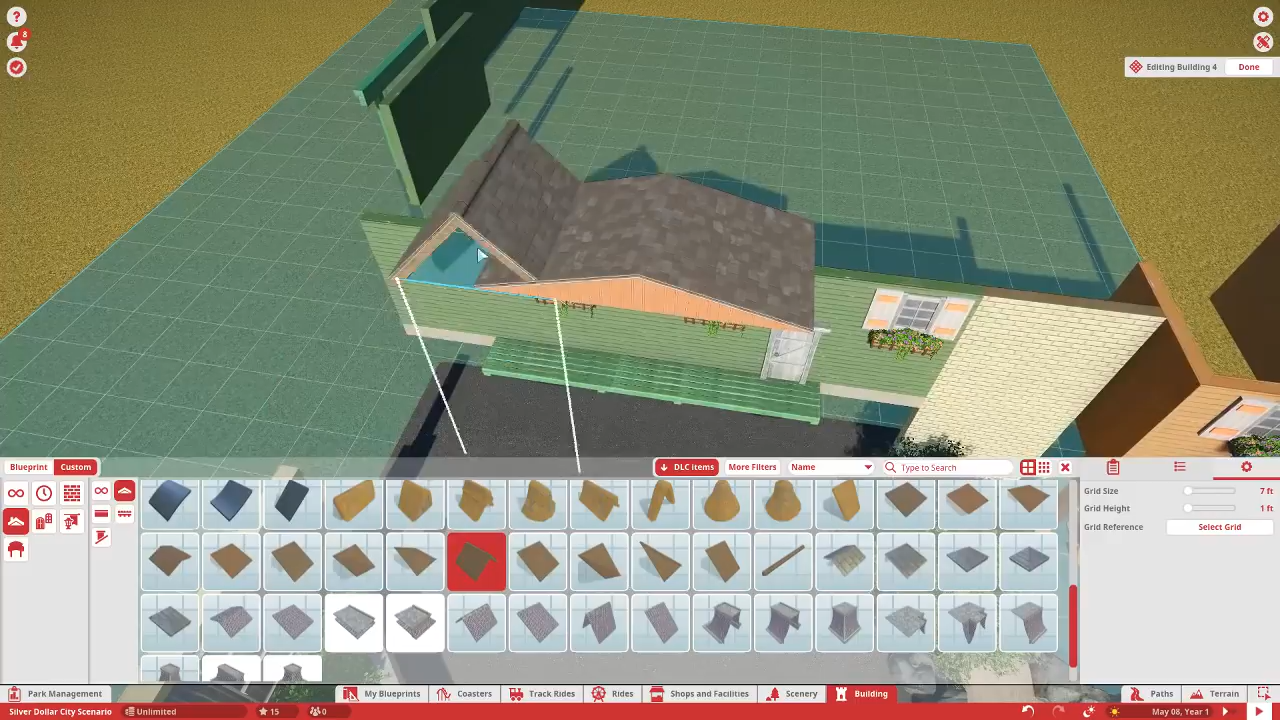 ?
8
Editing Building 4
Done
Blueprint
Custom
DLC items
More Filters
Name
Type to Search
Grid Size
7 ft
Grid Height
1 ft
Grid Reference
Select Grid
Park Management
My Blueprints
Coasters
Track Rides
Rides
Shops and Facilities
Scenery
Building
Paths
Terrain
Silver Dollar City Scenario
Unlimited
15
0
May 08, Year 1